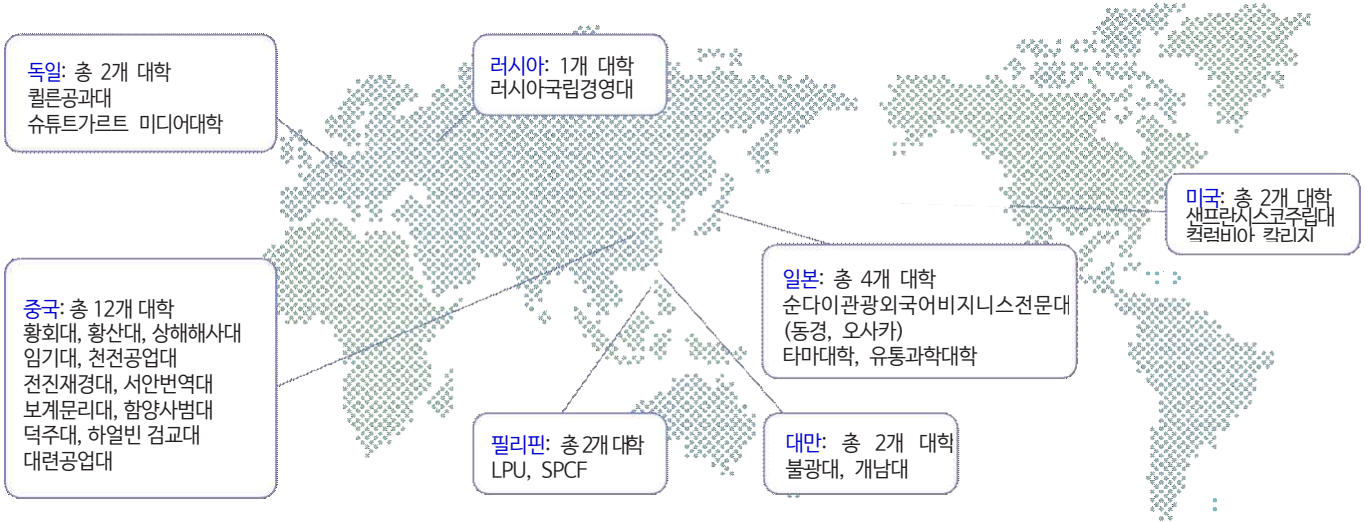 독일: 총 2개 대학
퀼른공과대
슈튜트가르트 미디어대학
러시아: 1개 대학
러시아국립경영대
미국: 총 2개 대학
샌프란시스코주립대
컬럼비아 칼리지
중국: 총 12개 대학
황회대, 황산대, 상해해사대
임기대, 천전공업대
전진재경대, 서안번역대
보계문리대, 함양사범대
덕주대, 하얼빈 검교대
대련공업대
일본: 총 4개 대학
순다이관광외국어비지니스전문대
(동경, 오사카)
타마대학, 유통과학대학
필리핀: 총 2개 대학
LPU, SPCF
대만: 총 2개 대학
불광대, 개남대